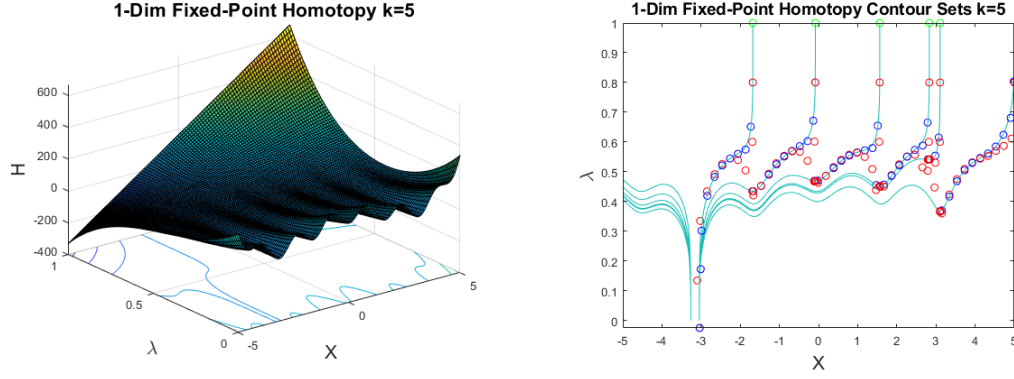 1-Dim Fixed-Point Homotopy k=5
600
400
200
0
-200
-400
H
1
0.5
0
λ
-5
0
5
X
1-Dim Fixed-Point Homotopy Contour Sets k=5
1
0.9
0.8
0.7
0.6
0.5
0.4
0.3
0.2
0.1
0
λ
-5 -4 -3 -2 -1 0 1 2 3 4 5
X